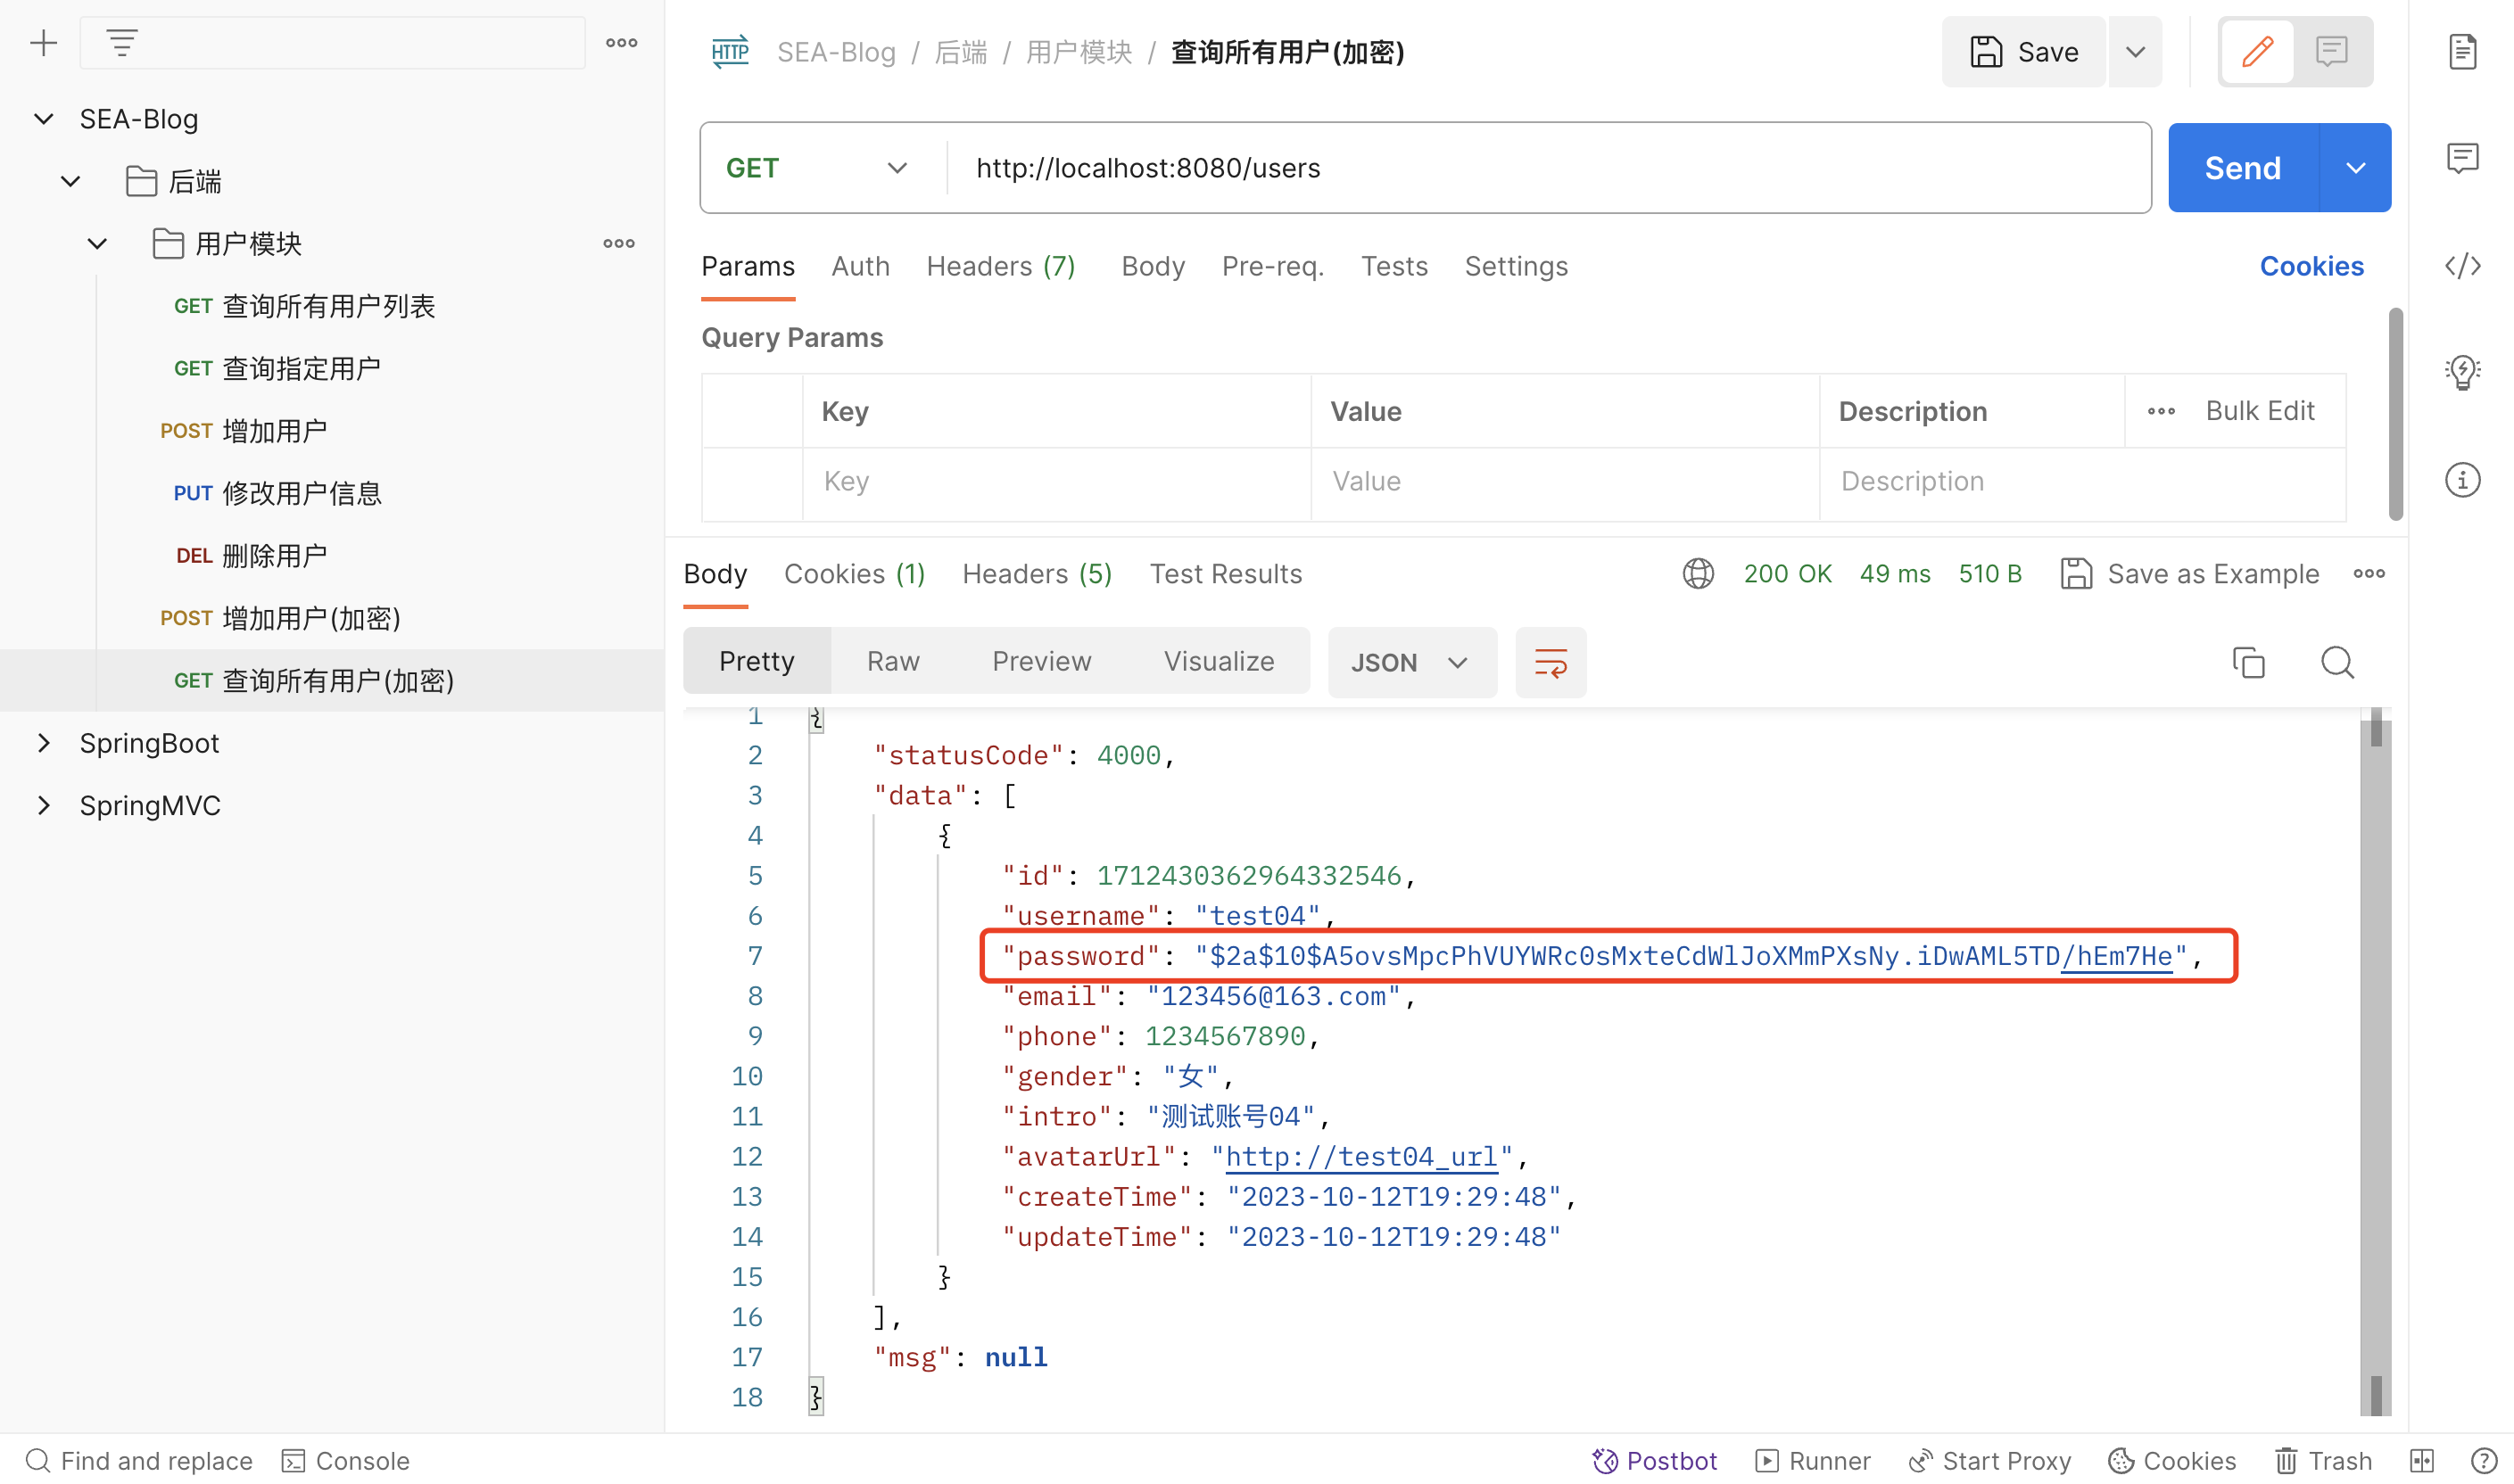 SEA-Blog
后端
用户模块
GET 查询所有用户列表
GET 查询指定用户
POST 增加用户
PUT 修改用户信息
DEL 删除用户
POST 增加用户(加密)
GET 查询所有用户(加密)
SpringBoot
SpringMVC
HTTP SEA-Blog / 后端 / 用户模块 / 查询所有用户(加密)
Save
GET http://localhost:8080/users
Send
Params Auth Headers (7) Body Pre-req. Tests Settings Cookies
Query Params
Key Value Description Bulk Edit
Key Value Description
Body Cookies (1) Headers (5) Test Results 200 OK 49 ms 510 B Save as Example
Pretty Raw Preview Visualize JSON
1 {
2 "statusCode": 4000,
3 "data": [
4 {
5 "id": 1712430362964332546,
6 "username": "test04",
7 "password": "$2a$10$A5ovsMpcPhVUYWRc0sMxteCdWlJoXMmPXsNy.iDwAML5TD/hEm7He",
8 "email": "123456@163.com",
9 "phone": 1234567890,
10 "gender": "女",
11 "intro": "测试账号04",
12 "avatarUrl": "http://test04_url",
13 "createTime": "2023-10-12T19:29:48",
14 "updateTime": "2023-10-12T19:29:48"
15 }
16 ],
17 "msg": null
18 }
Find and replace Console Postbot Runner Start Proxy Cookies Trash